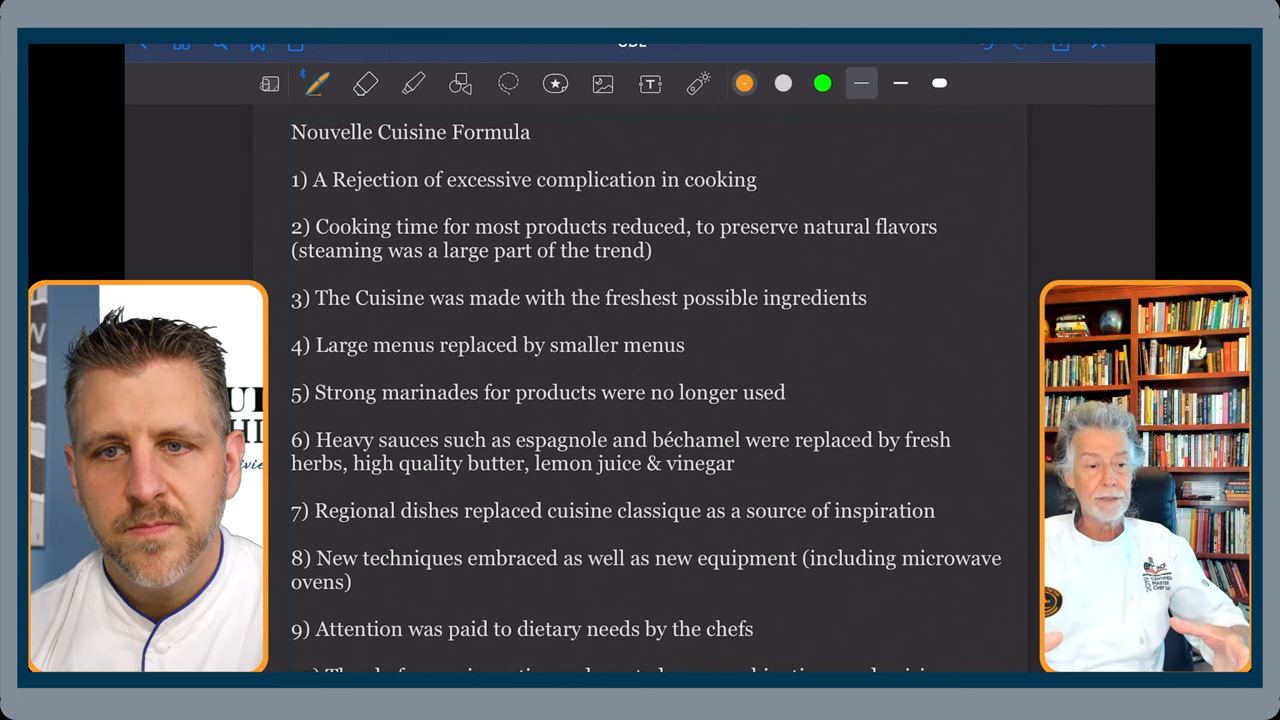 Nouvelle Cuisine Formula
1) A Rejection of excessive complication in cooking
2) Cooking time for most products reduced, to preserve natural flavors
(steaming was a large part of the trend)
3) The Cuisine was made with the freshest possible ingredients
4) Large menus replaced by smaller menus
5) Strong marinades for products were no longer used
6) Heavy sauces such as espagnole and béchamel were replaced by fresh
herbs, high quality butter, lemon juice & vinegar
7) Regional dishes replaced cuisine classique as a source of inspiration
8) New techniques embraced as well as new equipment (including microwave
ovens)
9) Attention was paid to dietary needs by the chefs